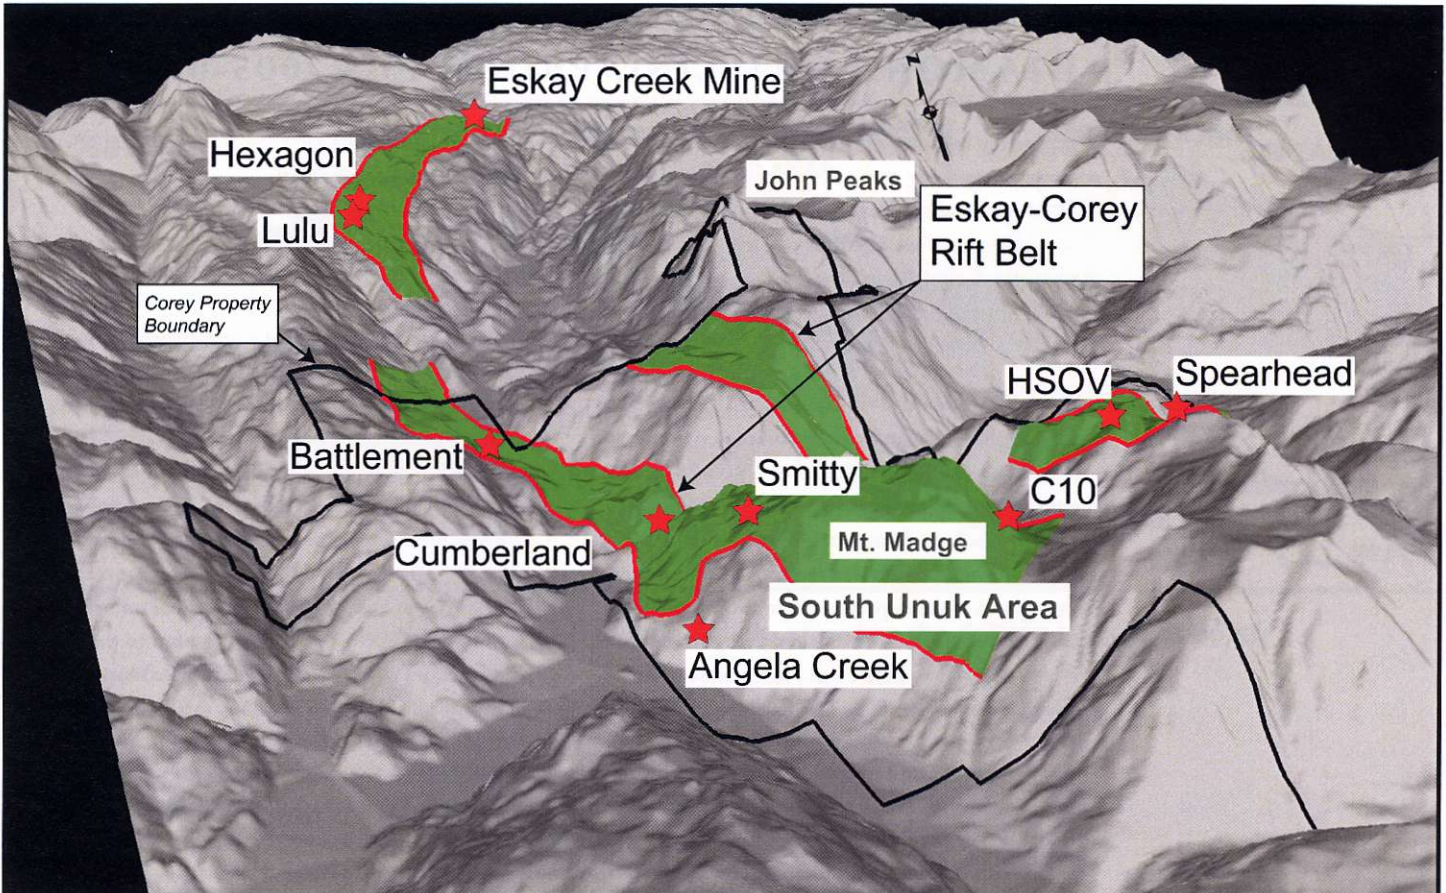 Eskay Creek Mine
N
Hexagon
John Peaks
Lulu
Eskay-Corey
Rift Belt
Corey Property
Boundary
HSOV
Spearhead
Battlement
Smitty
C10
Cumberland
Mt. Madge
South Unuk Area
Angela Creek